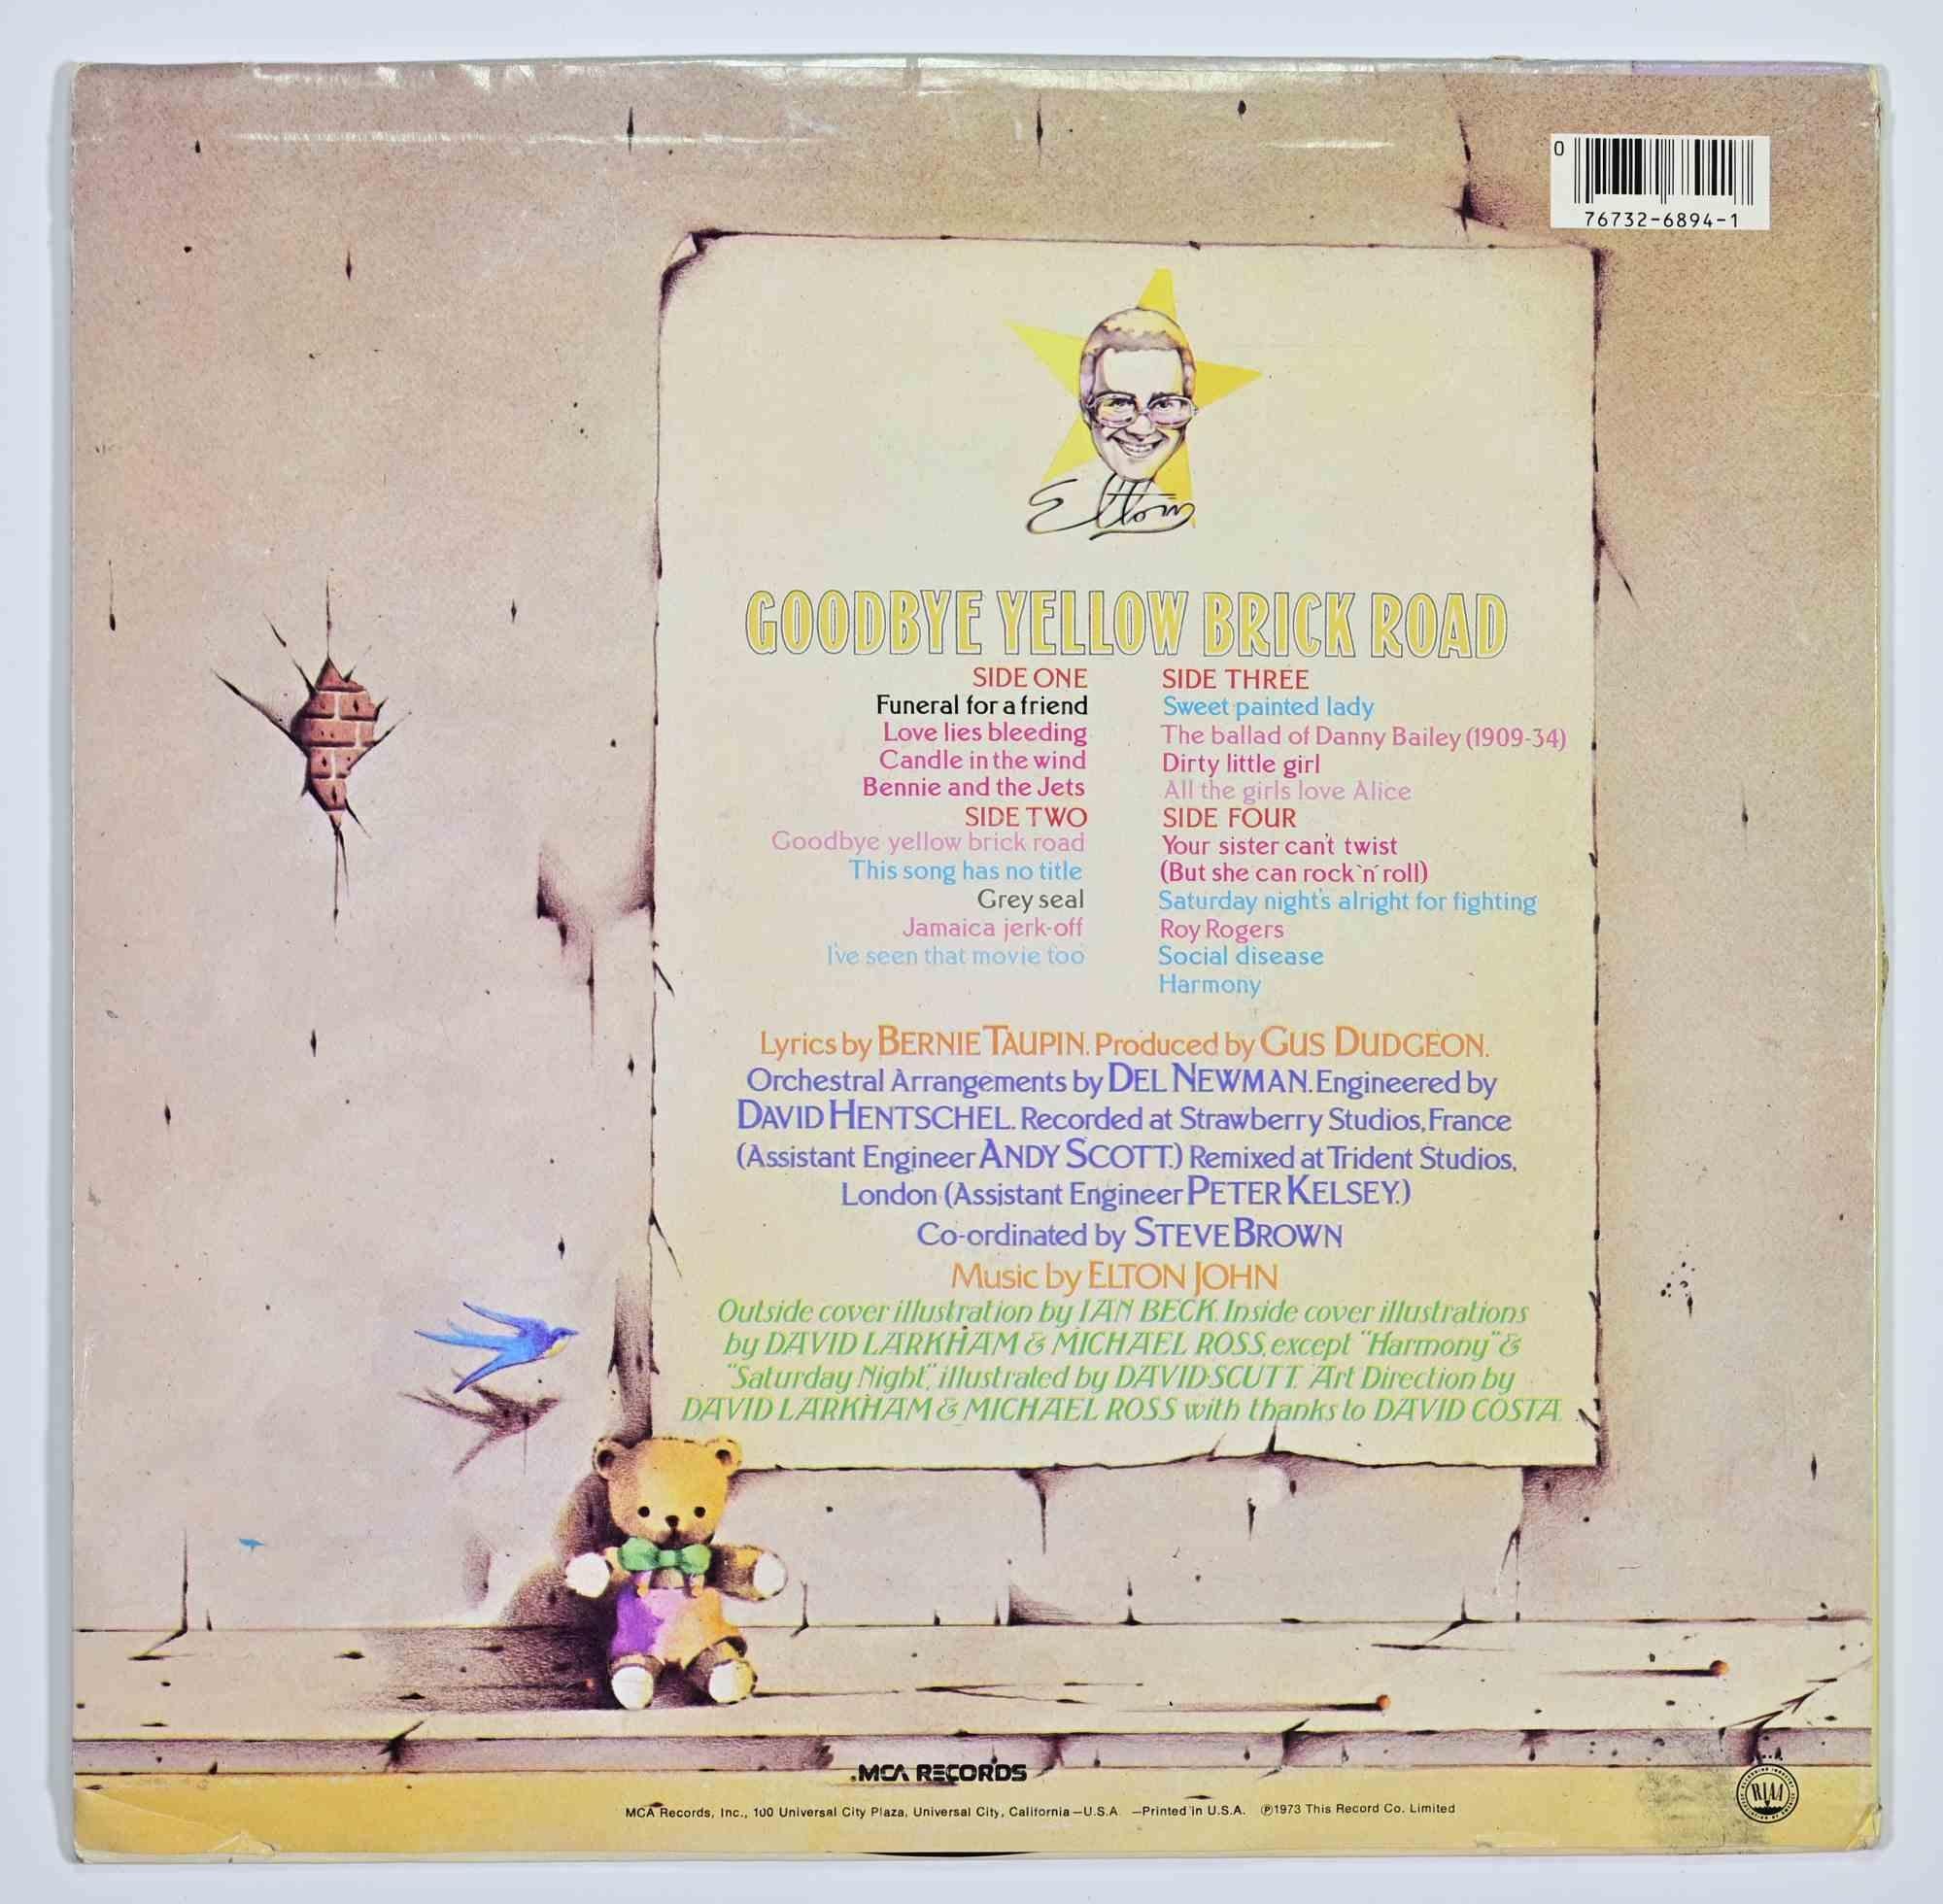 0
76732-6894-1
Elton
GOODBYE YELLOW BRICK ROAD
SIDE ONE
Funeral for a friend
Love lies bleeding
Candle in the wind
Bennie and the Jets
SIDE TWO
Goodbye yellow brick road
This song has no title
Grey seal
Jamaica jerk-off
I've seen that movie too
SIDE THREE
Sweet painted lady
The ballad of Danny Bailey (1909-34)
Dirty little girl
All the girls love Alice
SIDE FOUR
Your sister can't twist
(But she can rock 'n' roll)
Saturday night's alright for fighting
Roy Rogers
Social disease
Harmony
Lyrics by BERNIE TAUPIN. Produced by GUS DUDGEON.
Orchestral Arrangements by DEL NEWMAN. Engineered by
DAVID HENTSCHEL. Recorded at Strawberry Studios, France
(Assistant Engineer ANDY SCOTT.) Remixed at Trident Studios,
London (Assistant Engineer PETER KELSEY.)
Co-ordinated by STEVE BROWN
Music by ELTON JOHN
Outside cover illustration by IAN BECK. Inside cover illustrations
by DAVID LARKHAM & MICHAEL ROSS, except "Harmony" &
"Saturday Night", illustrated by DAVID SCUTT. Art Direction by
DAVID LARKHAM & MICHAEL ROSS with thanks to DAVID COSTA.
MCA RECORDS
MCA Records, Inc., 100 Universal City Plaza, Universal City, California—U.S.A. —Printed in U.S.A. ℗1973 This Record Co. Limited
RIAA